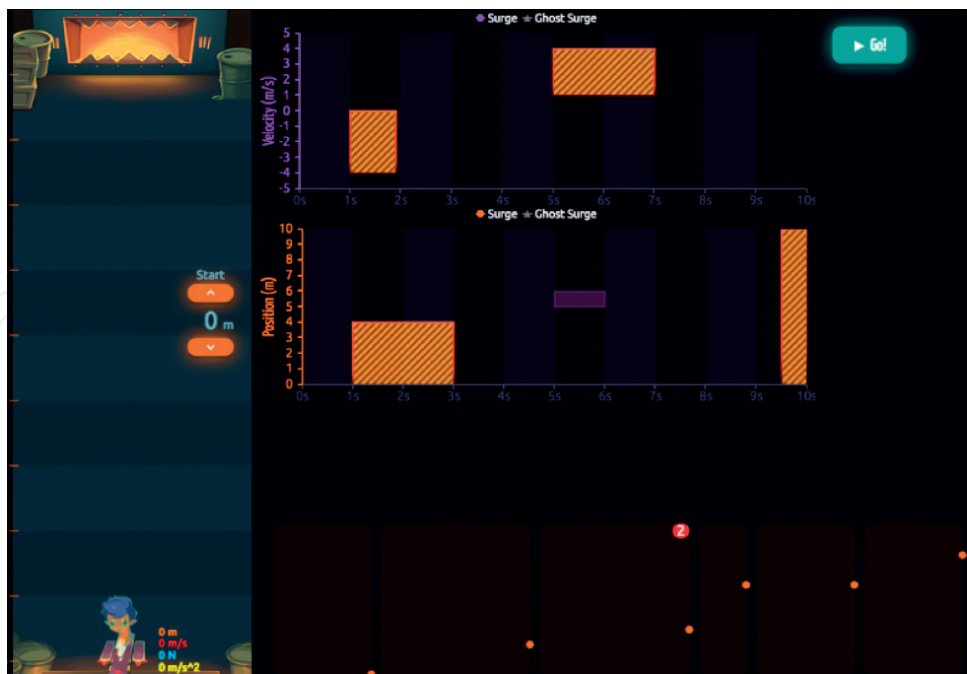 Surge Ghost Surge
Go!
Velocity (m/s)
5
4
3
2
1
0
-1
-2
-3
-4
-5
0s 1s 2s 3s 4s 5s 6s 7s 8s 9s 10s
Surge Ghost Surge
Position (m)
10
9
8
7
6
5
4
3
2
1
0
0s 1s 2s 3s 4s 5s 6s 7s 8s 9s 10s
Start
0 m
2
0 m
0 m/s
0 N
0 m/s^2